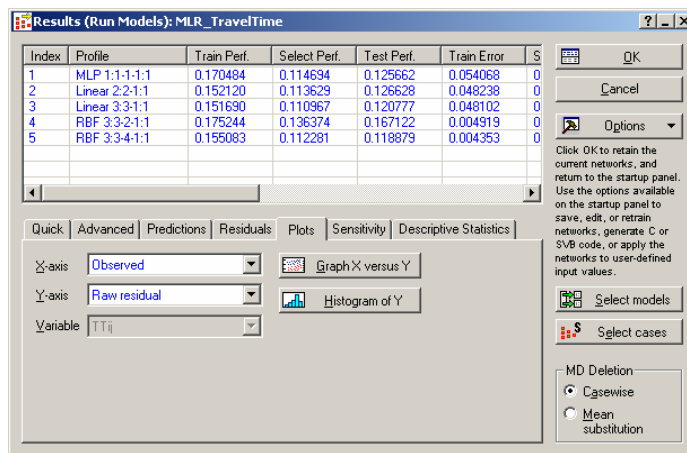 Results (Run Models): MLR_TravelTime
Index Profile Train Perf. Select Perf. Test Perf. Train Error S
1 MLP 1:1-1-1:1 0.170484 0.114694 0.125662 0.054068 0
2 Linear 2:2-1:1 0.152120 0.113629 0.126628 0.048238 0
3 Linear 3:3-1:1 0.151690 0.110967 0.120777 0.048102 0
4 RBF 3:3-2-1:1 0.175244 0.136374 0.167122 0.004919 0
5 RBF 3:3-4-1:1 0.155083 0.112281 0.118879 0.004353 0
Quick Advanced Predictions Residuals Plots Sensitivity Descriptive Statistics
X-axis Observed Graph X versus Y
Y-axis Raw residual Histogram of Y
Variable TTij
OK
Cancel
Options
Click OK to retain the
current networks, and
return to the startup panel.
Use the options available
on the startup panel to
save, edit, or retrain
networks, generate C or
SVB code, or apply the
networks to user-defined
input values.
Select models
S Select cases
MD Deletion
Casewise
Mean
substitution